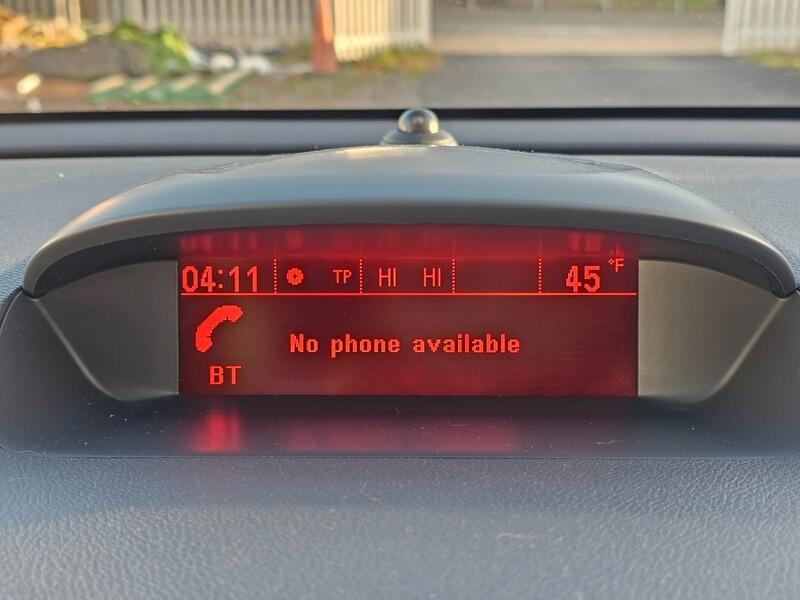 04:11 TP HI HI 45 °F
No phone available
BT